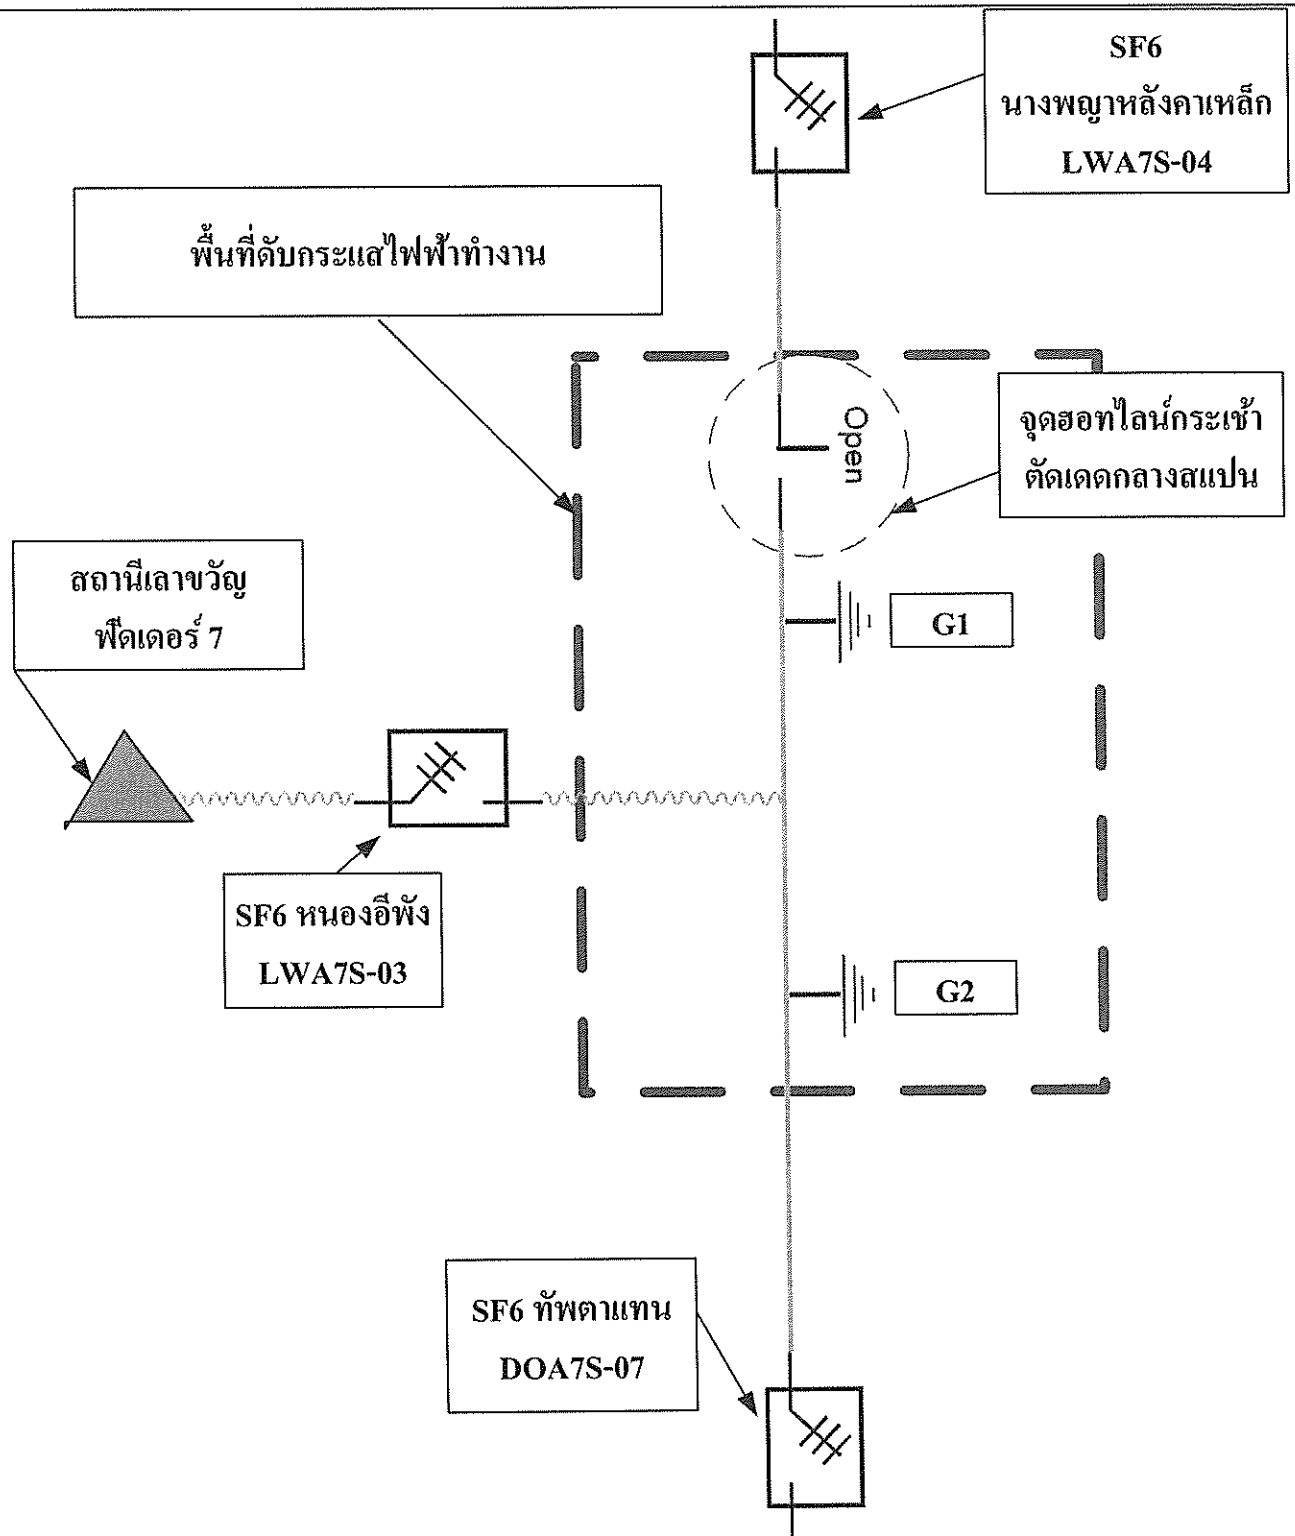 SF6
นางพญาหลังคาเหล็ก
LWA7S-04
พื้นที่ดับกระแสไฟฟ้าทำงาน
Open
จุดฮอทไลน์กระเช้า
ตัดเดดกลางสแปน
สถานีเลาขวัญ
ฟีดเดอร์ 7
G1
SF6 หนองอีพัง
LWA7S-03
G2
SF6 ทัพตาแทน
DOA7S-07